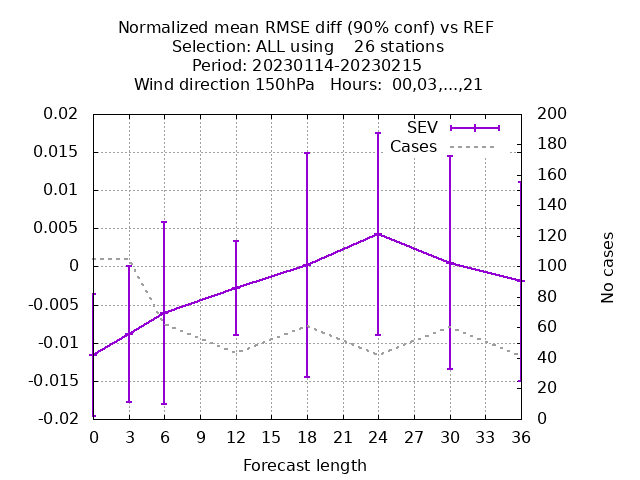 Normalized mean RMSE diff (90% conf) vs REF
Selection: ALL using    26 stations
Period: 20230114-20230215
Wind direction 150hPa   Hours:  00,03,...,21
0.02
0.015
0.01
0.005
0
-0.005
-0.01
-0.015
-0.02
SEV
Cases
200
180
160
140
120
100
80
60
40
20
0
No cases
0 3 6 9 12 15 18 21 24 27 30 33 36
Forecast length